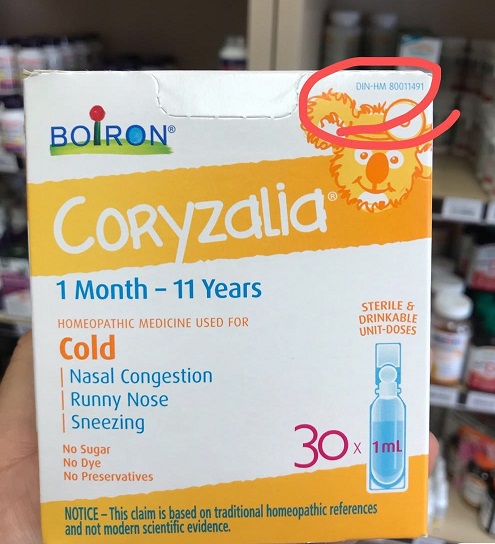 DIN-HM 80011491
BOIRON®
CORYZALIA®
1 Month – 11 Years
HOMEOPATHIC MEDICINE USED FOR
Cold
Nasal Congestion
Runny Nose
Sneezing
STERILE &
DRINKABLE
UNIT-DOSES
No Sugar
No Dye
No Preservatives
30 x 1mL
NOTICE – This claim is based on traditional homeopathic references
and not modern scientific evidence.